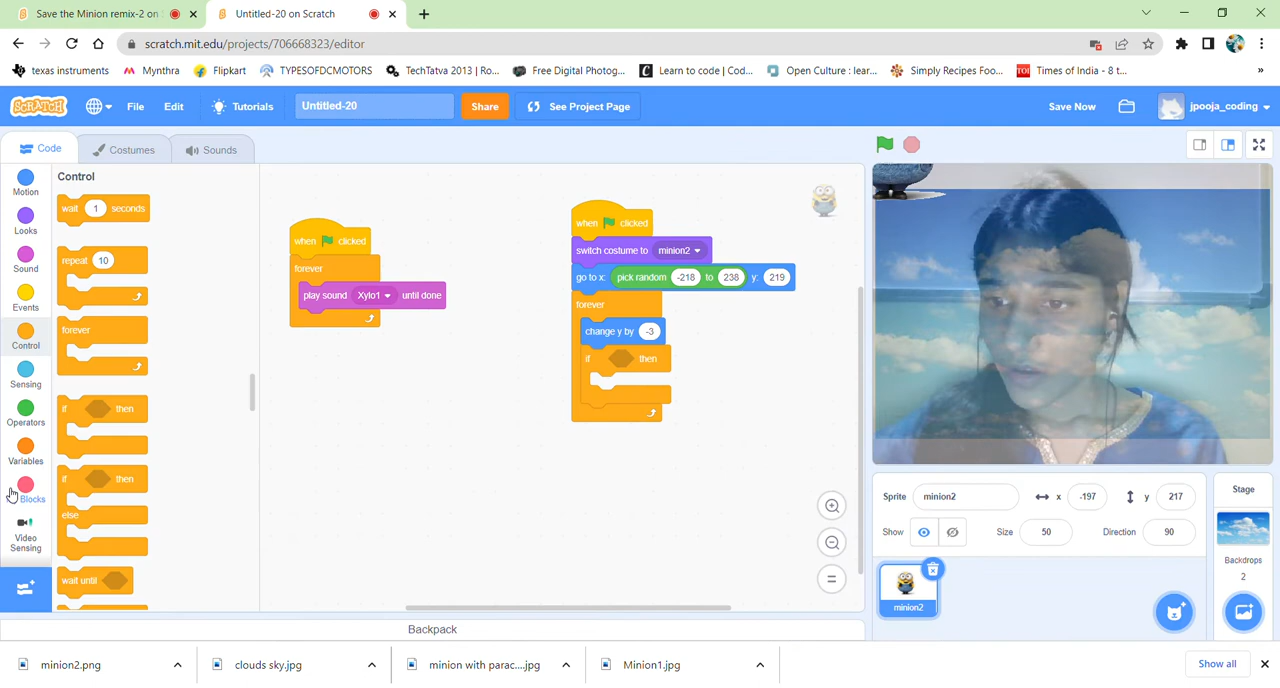 Save the Minion remix-2 on
Untitled-20 on Scratch
scratch.mit.edu/projects/706668323/editor
texas instruments
Mynthra
Flipkart
TYPESOFDCMOTORS
TechTatva 2013 | Ro...
Free Digital Photog...
Learn to code | Cod...
Open Culture : lear...
Simply Recipes Foo...
TOI
Times of India - 8 t...
»
SCRATCH
File
Edit
Tutorials
Untitled-20
Share
See Project Page
Save Now
jpooja_coding
Code
Costumes
Sounds
Motion
Looks
Sound
Events
Control
Sensing
Operators
Variables
Blocks
Video
Sensing
Control
wait 1 seconds
repeat 10
forever
if then
if then
else
wait until
when clicked
forever
play sound Xylo1 until done
when clicked
switch costume to minion2
go to x: pick random -218 to 238 y: 219
forever
change y by -3
if then
Sprite minion2 x -197 y 217
Show Size 50 Direction 90
minion2
Stage
Backdrops
2
Backpack
minion2.png
clouds sky.jpg
minion with parac....jpg
Minion1.jpg
Show all